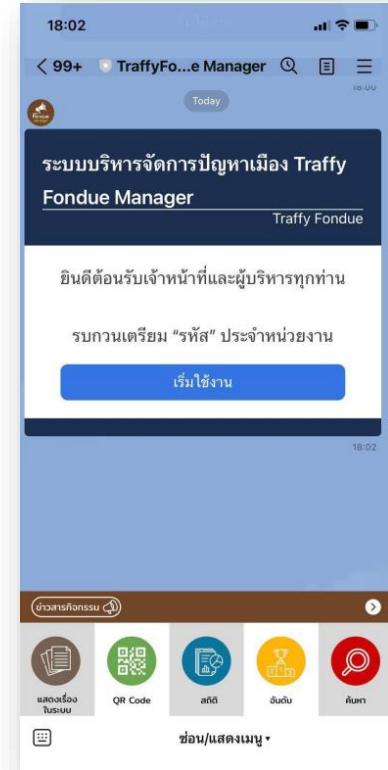 18:02
99+ TraffyFo...e Manager
18:00
Today
Fondue
ระบบบริหารจัดการปัญหาเมือง Traffy
Fondue Manager
Traffy Fondue
ยินดีต้อนรับเจ้าหน้าที่และผู้บริหารทุกท่าน
รบกวนเตรียม “รหัส” ประจำหน่วยงาน
เริ่มใช้งาน
18:02
ข่าวสารกิจกรรม
แสดงเรื่อง
ในระบบ
QR Code
สถิติ
อันดับ
ค้นหา
ซ่อน/แสดงเมนู